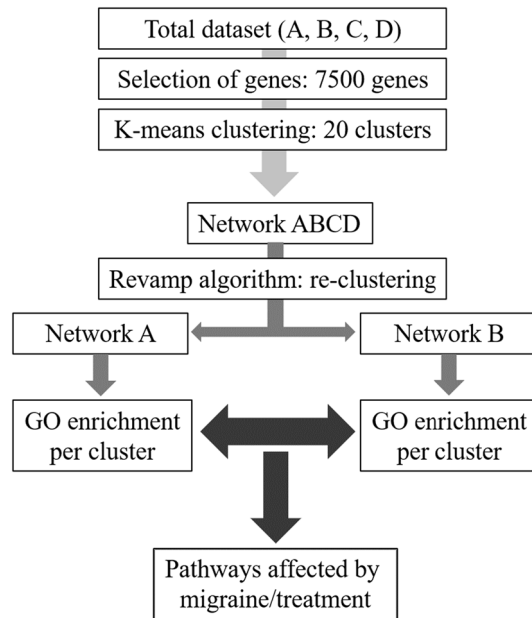 Total dataset (A, B, C, D)
Selection of genes: 7500 genes
K-means clustering: 20 clusters
Network ABCD
Revamp algorithm: re-clustering
Network A
Network B
GO enrichment
per cluster
GO enrichment
per cluster
Pathways affected by
migraine/treatment